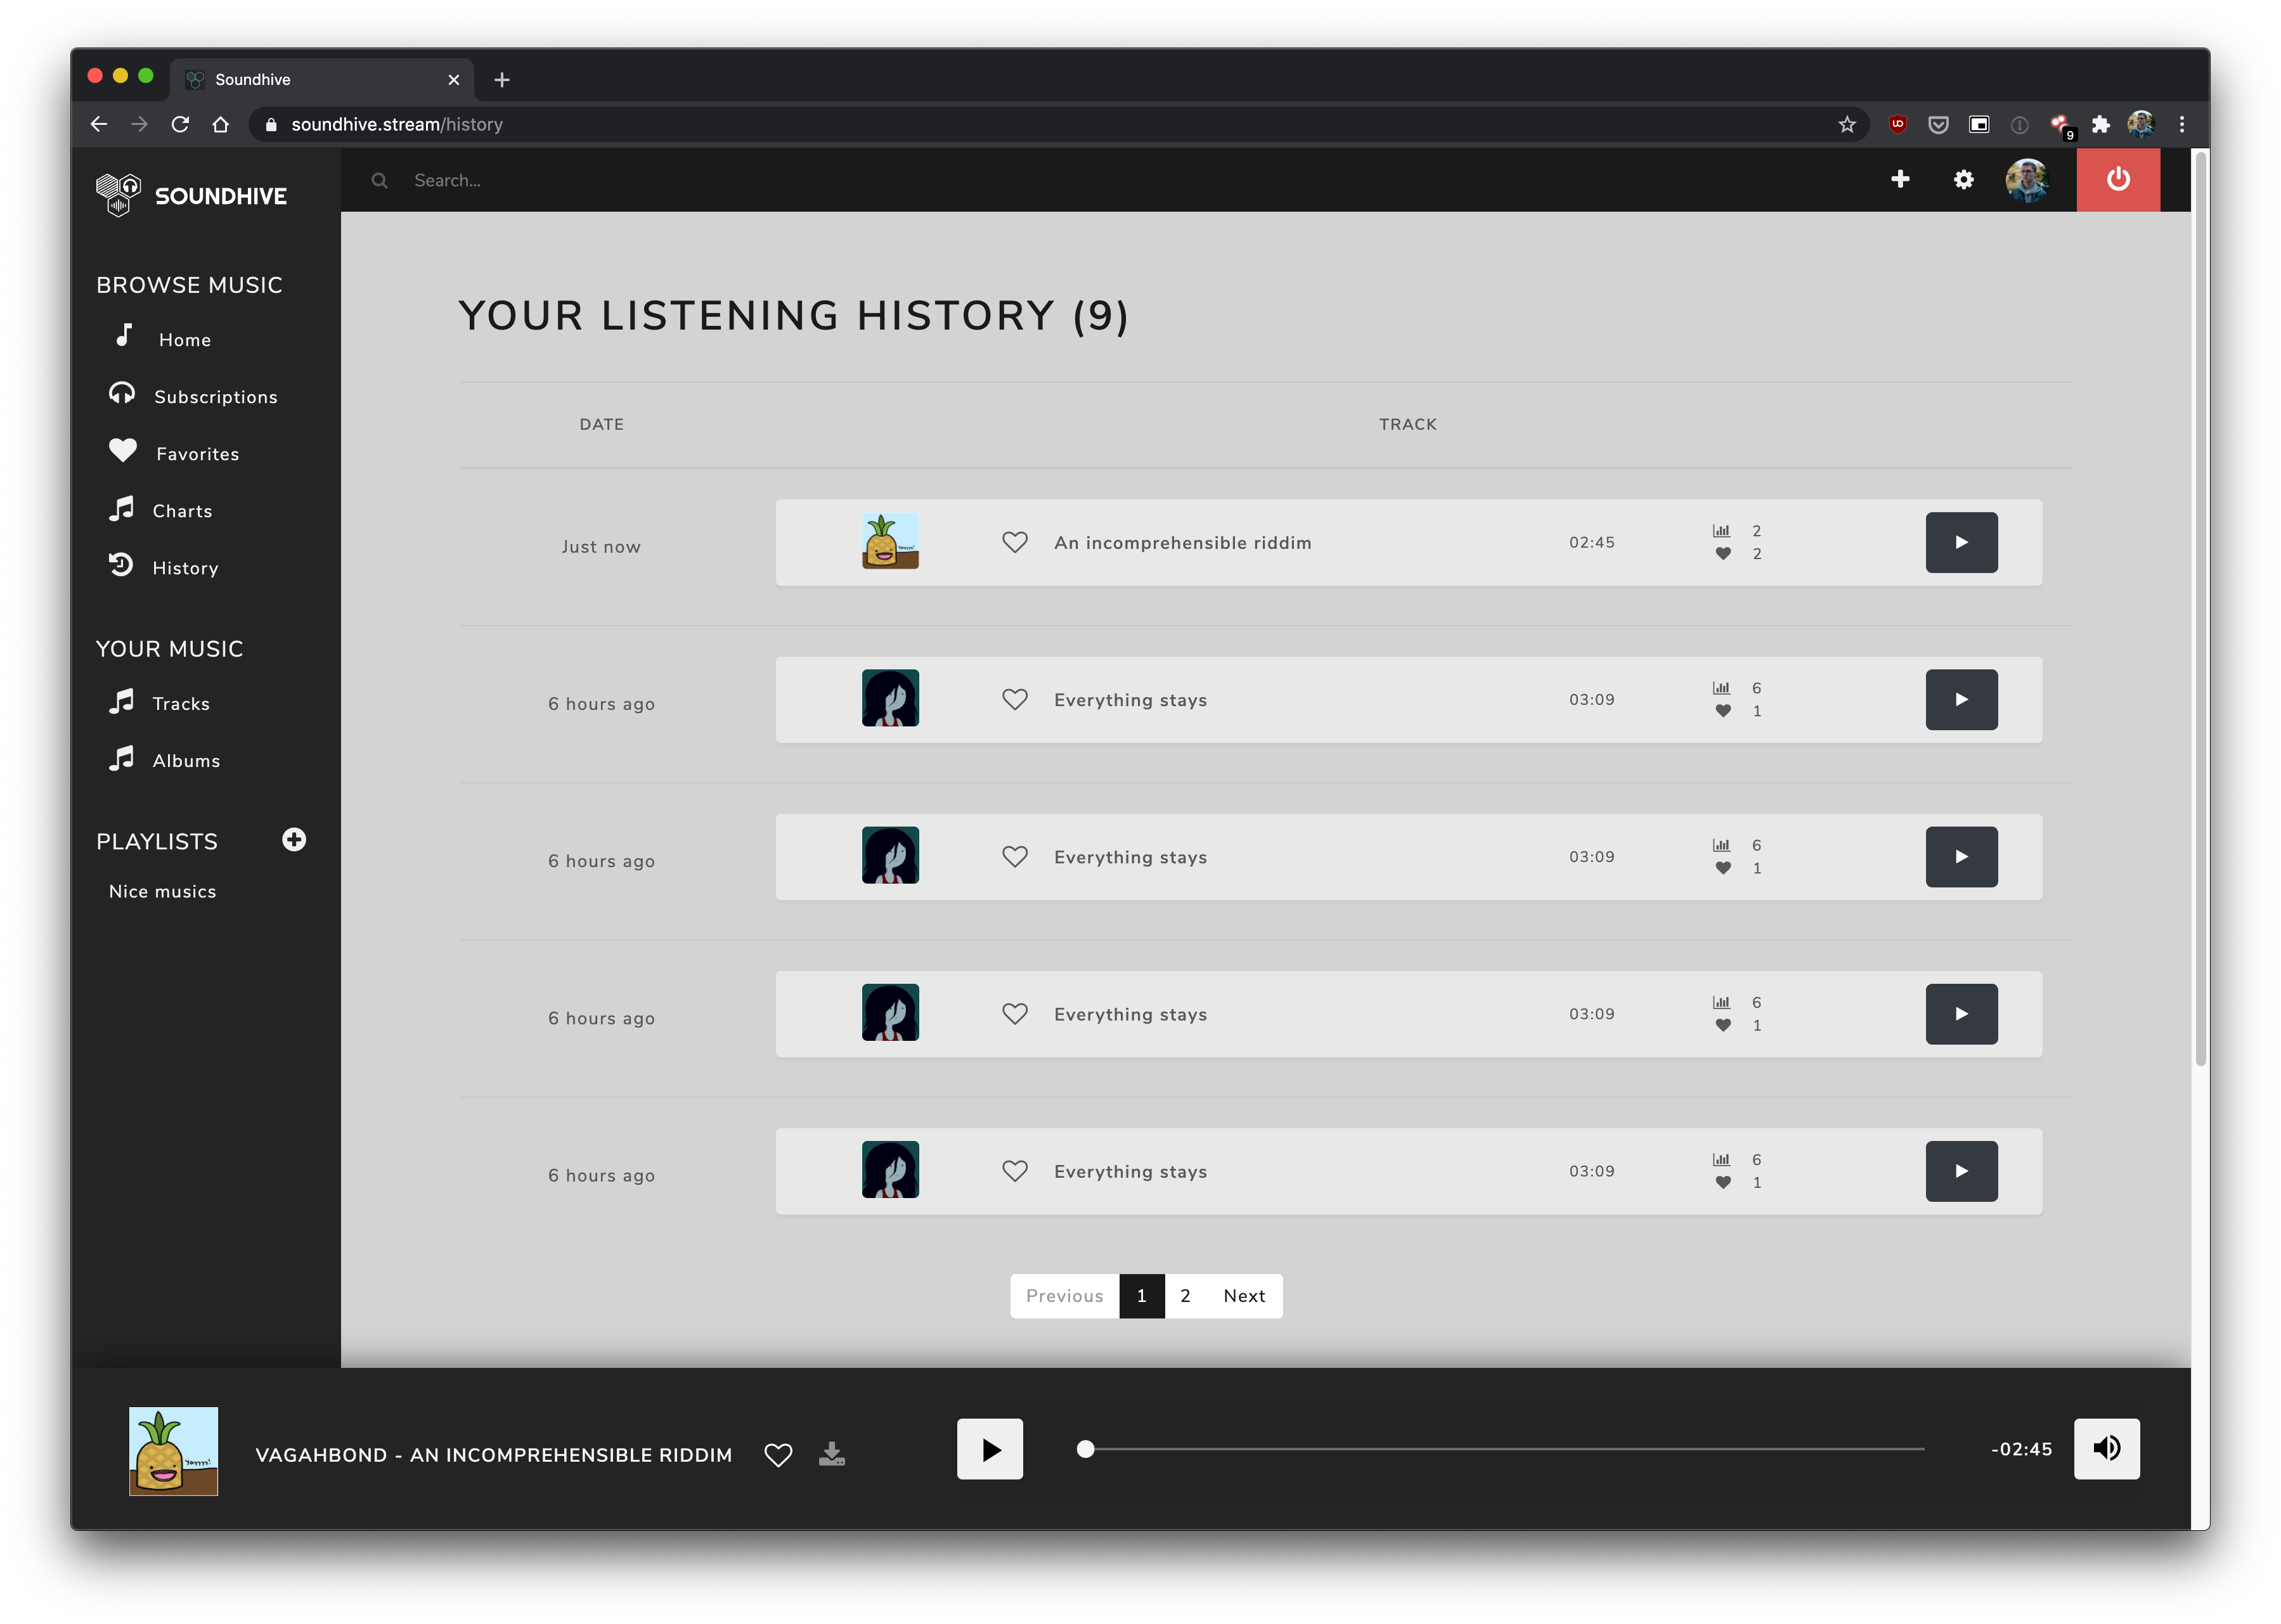 Soundhive
soundhive.stream/history
9
SOUNDHIVE
Search...
BROWSE MUSIC
Home
Subscriptions
Favorites
Charts
History
YOUR MUSIC
Tracks
Albums
PLAYLISTS
Nice musics
YOUR LISTENING HISTORY (9)
DATE TRACK
Just now An incomprehensible riddim 02:45 2
2
Yayyyy!
6 hours ago Everything stays 03:09 6
1
6 hours ago Everything stays 03:09 6
1
6 hours ago Everything stays 03:09 6
1
6 hours ago Everything stays 03:09 6
1
Previous 1 2 Next
Yayyyy!
VAGAHBOND - AN INCOMPREHENSIBLE RIDDIM
-02:45